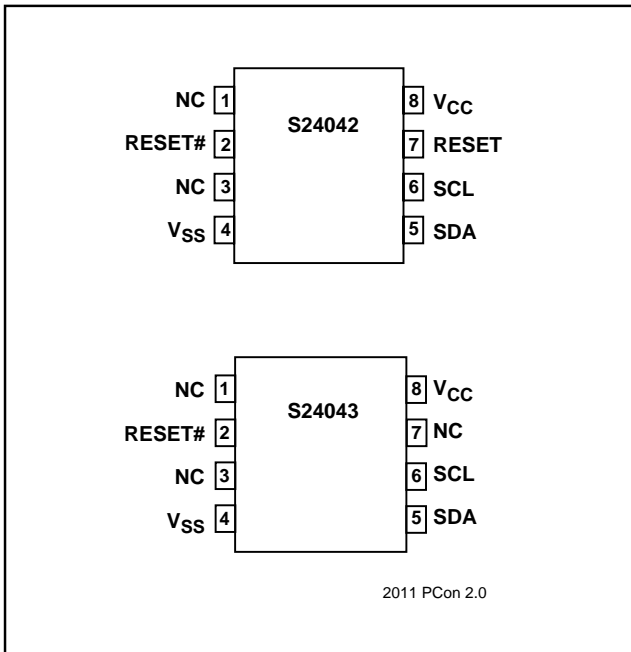 S24042
NC 1 8 VCC
RESET# 2 7 RESET
NC 3 6 SCL
VSS 4 5 SDA
S24043
NC 1 8 VCC
RESET# 2 7 NC
NC 3 6 SCL
VSS 4 5 SDA
2011 PCon 2.0